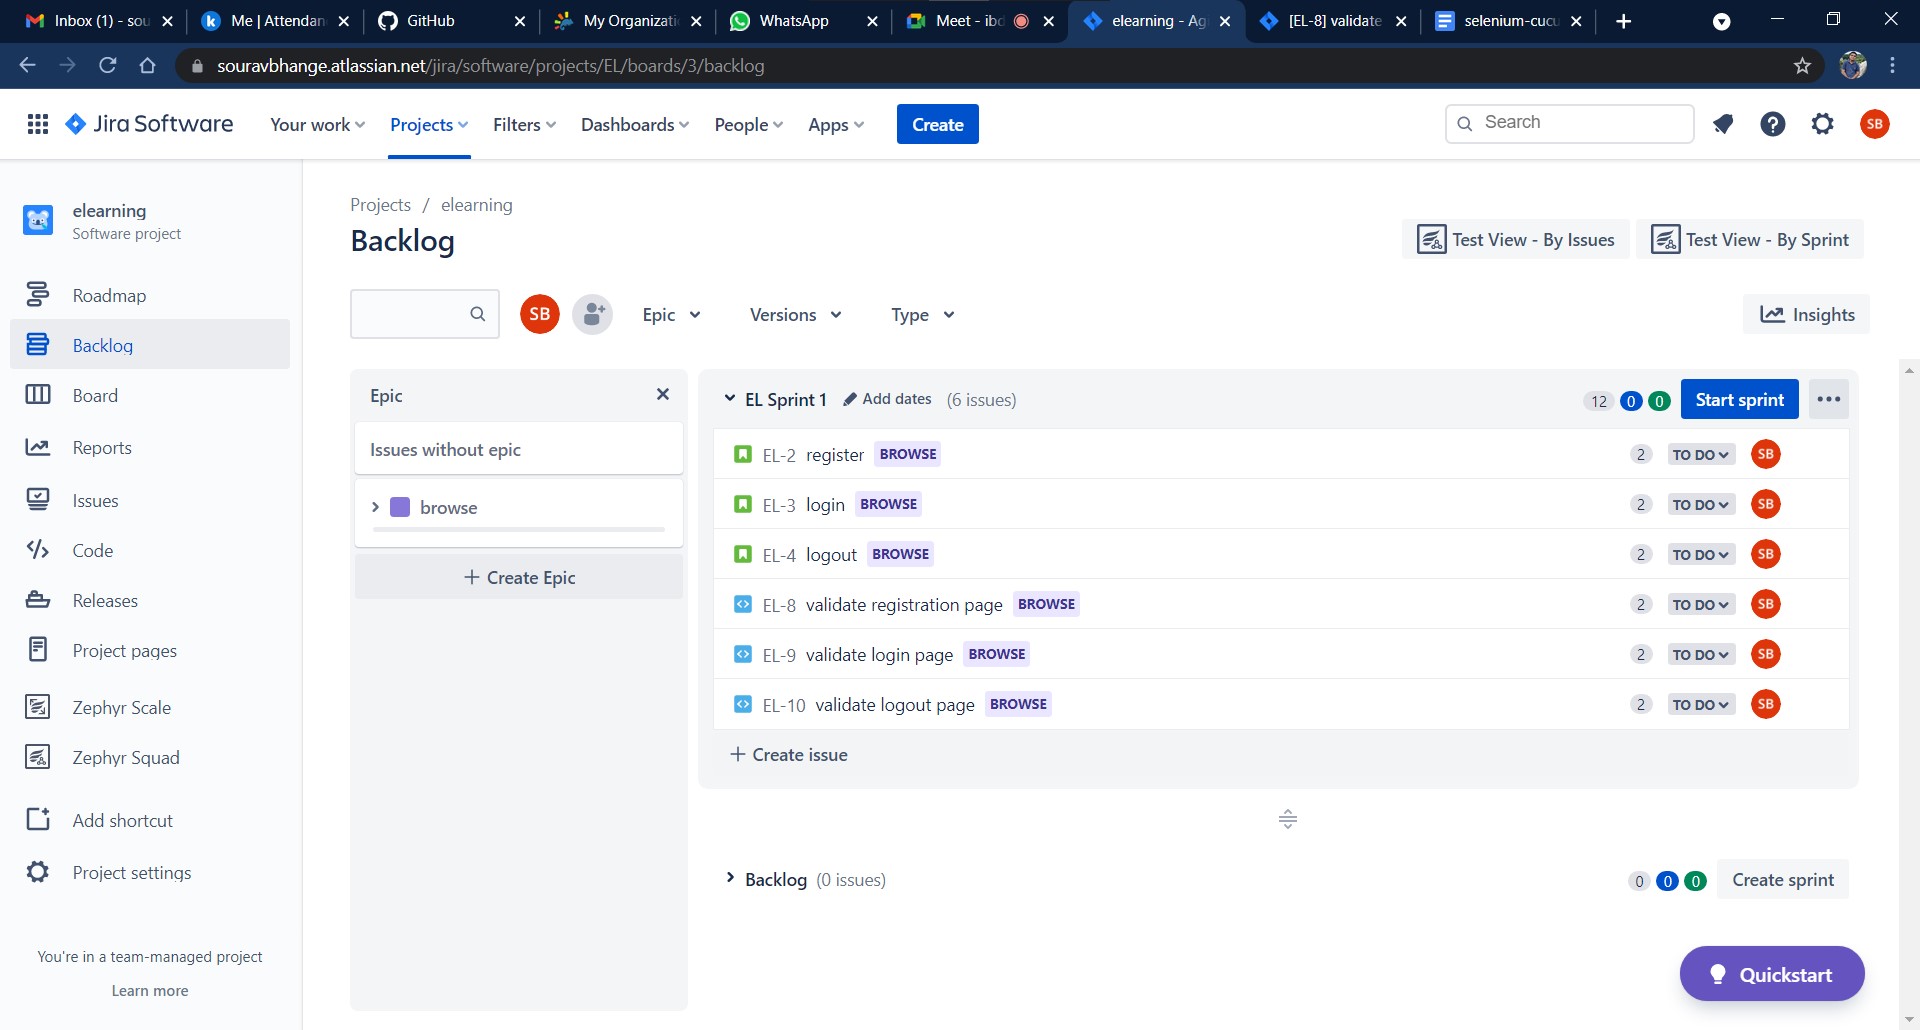 Inbox (1) - sou
Me | Attendan
GitHub
My Organizati
WhatsApp
Meet - ibd
elearning - Ag
[EL-8] validate
selenium-cucu
souravbhange.atlassian.net/jira/software/projects/EL/boards/3/backlog
Jira Software
Your work
Projects
Filters
Dashboards
People
Apps
Create
Search
SB
elearning
Software project
Roadmap
Backlog
Board
Reports
Issues
Code
Releases
Project pages
Zephyr Scale
Zephyr Squad
Add shortcut
Project settings
You're in a team-managed project
Learn more
Projects / elearning
Backlog
Test View - By Issues
Test View - By Sprint
SB
Epic
Versions
Type
Insights
Epic
Issues without epic
browse
+ Create Epic
EL Sprint 1 Add dates (6 issues) 12 0 0 Start sprint
EL-2 register BROWSE 2 TO DO SB
EL-3 login BROWSE 2 TO DO SB
EL-4 logout BROWSE 2 TO DO SB
EL-8 validate registration page BROWSE 2 TO DO SB
EL-9 validate login page BROWSE 2 TO DO SB
EL-10 validate logout page BROWSE 2 TO DO SB
+ Create issue
Backlog (0 issues) 0 0 0 Create sprint
Quickstart